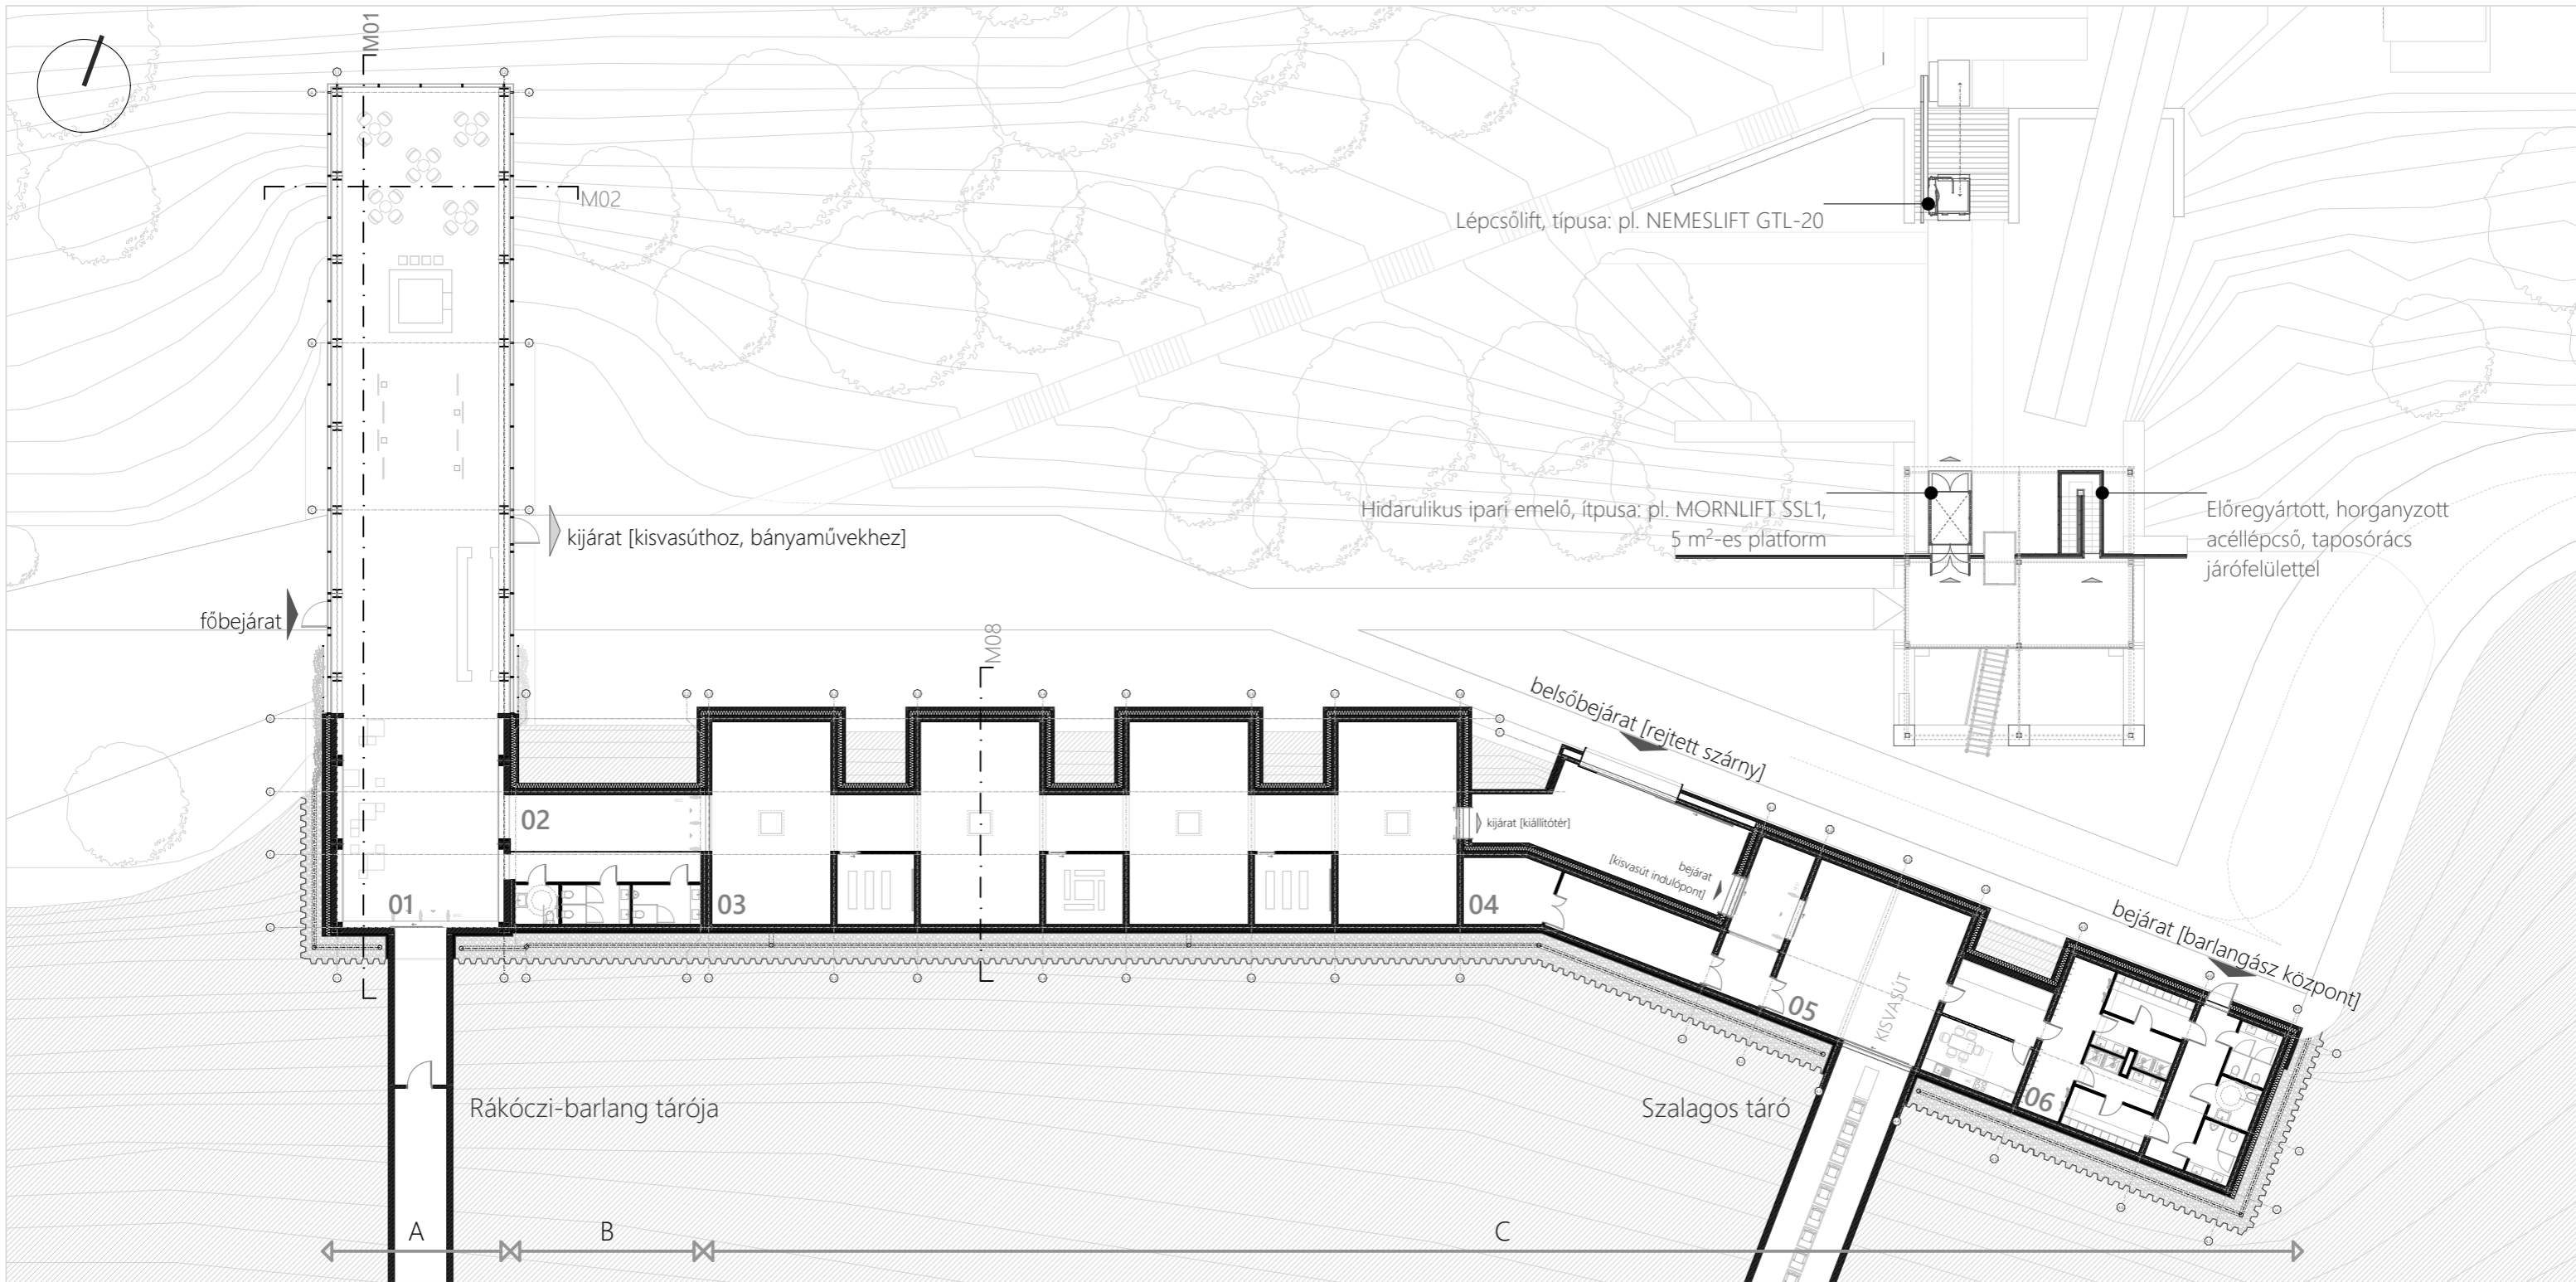 M01
M02
Lépcsőlift, típusa: pl. NEMESLIFT GTL-20
Hidarulikus ipari emelő, ítpusa: pl. MORNLIFT SSL1,
5 m²-es platform
Előregyártott, horganyzott
acéllépcső, taposórács
járófelülettel
kijárat [kisvasúthoz, bányaművekhez]
főbejárat
M08
belsőbejárat [rejtett szárny]
02
kijárat [kiállítótér]
bejárat
[kisvasút indulópont]
01
03
04
bejárat [barlangász központ]
05
KISVASÚT
06
Rákóczi-barlang tárója
Szalagos táró
A
B
C